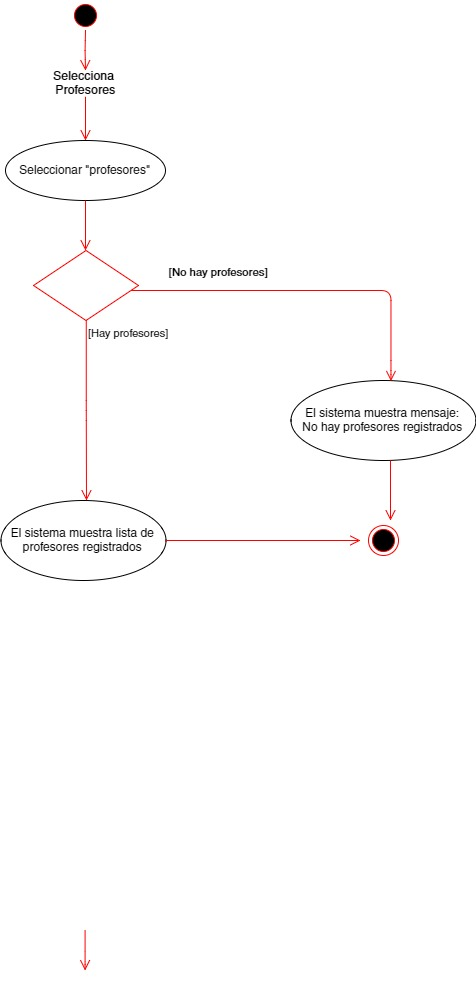 Selecciona
Profesores
Seleccionar "profesores"
[No hay profesores]
[Hay profesores]
El sistema muestra mensaje:
No hay profesores registrados
El sistema muestra lista de
profesores registrados